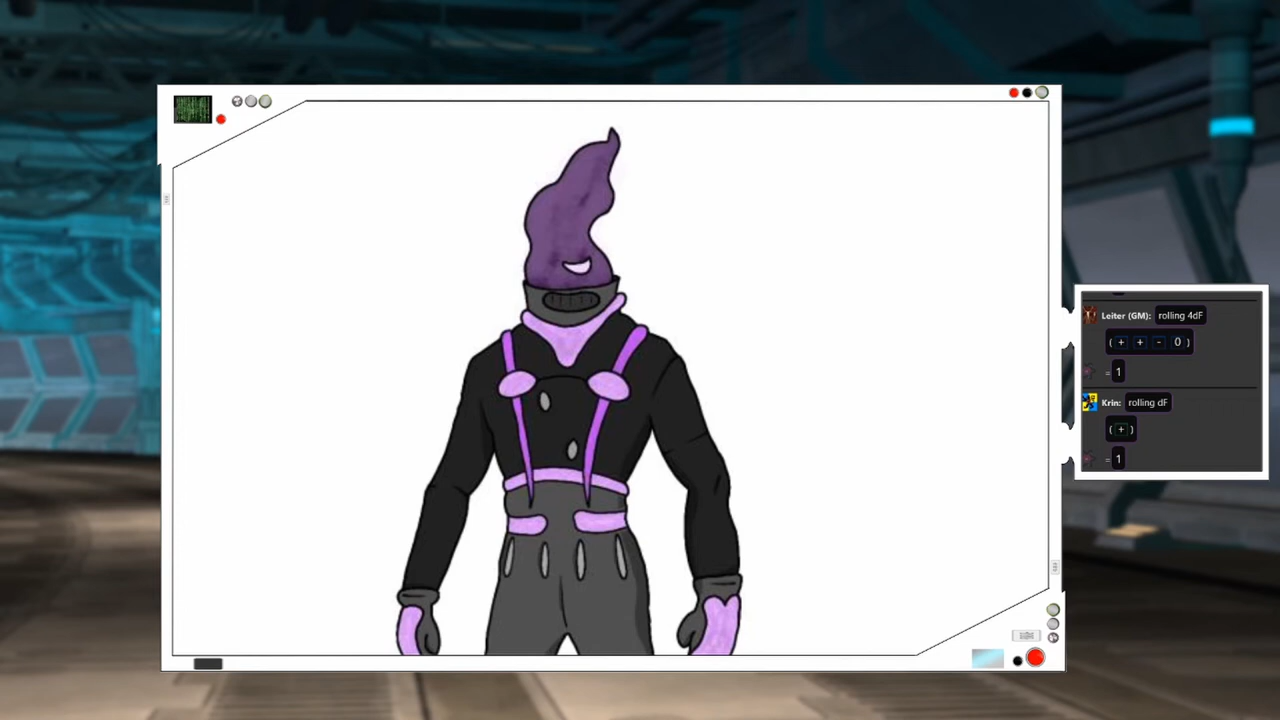 Leiter (GM): rolling 4dF
( + + - 0 )
= 1
Krin: rolling dF
( + )
= 1